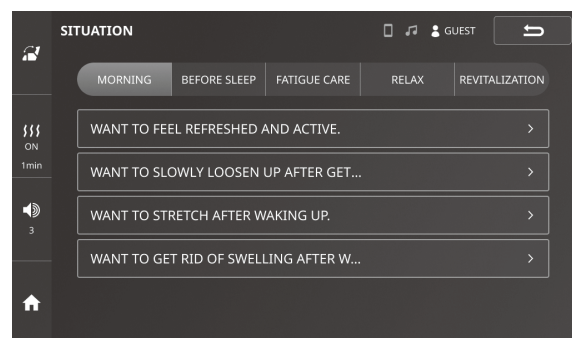 SITUATION
GUEST
MORNING
BEFORE SLEEP
FATIGUE CARE
RELAX
REVITALIZATION
ON
1min
3
WANT TO FEEL REFRESHED AND ACTIVE.
WANT TO SLOWLY LOOSEN UP AFTER GET...
WANT TO STRETCH AFTER WAKING UP.
WANT TO GET RID OF SWELLING AFTER W...